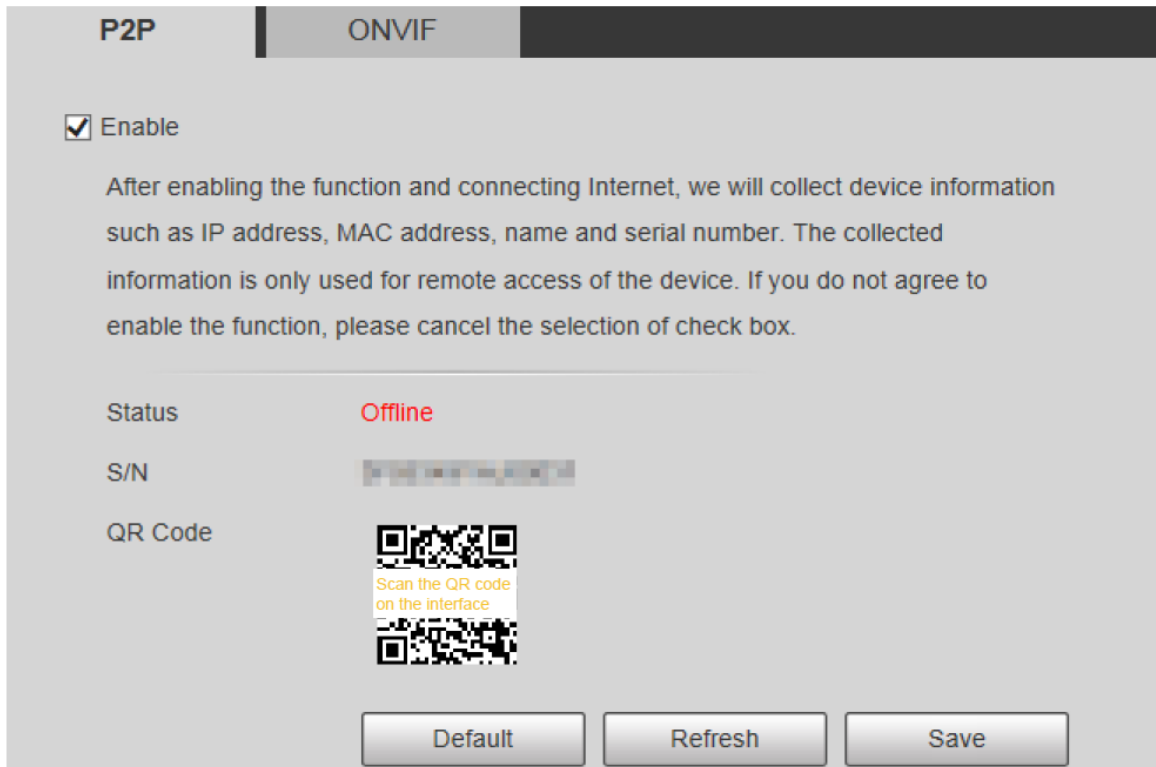 P2P ONVIF
Enable
After enabling the function and connecting Internet, we will collect device information
such as IP address, MAC address, name and serial number. The collected
information is only used for remote access of the device. If you do not agree to
enable the function, please cancel the selection of check box.
Status Offline
S/N
QR Code
Scan the QR code
on the interface
Default Refresh Save